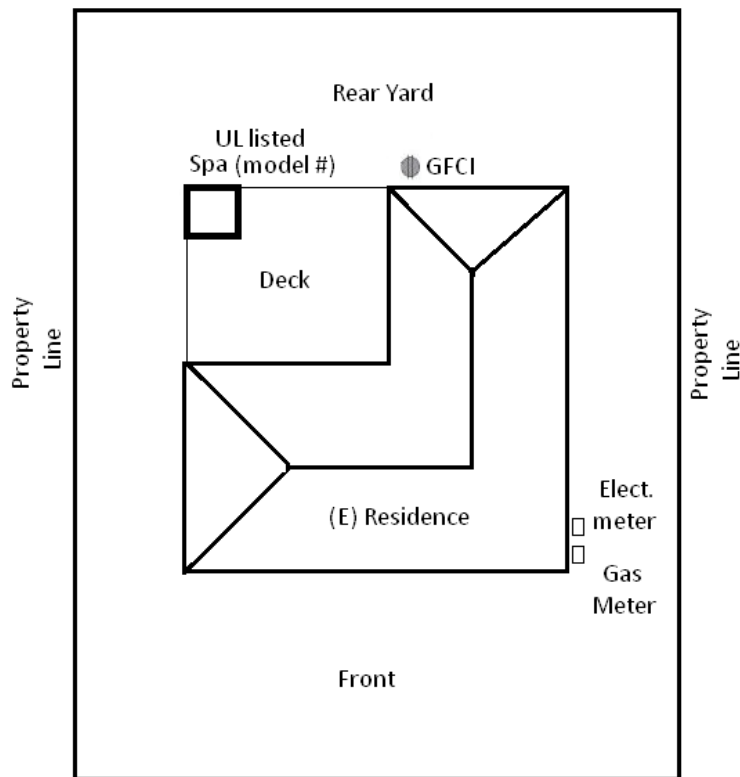 Rear Yard
UL listed
Spa (model #)
GFCI
Deck
Property
Line
Property
Line
Elect.
meter
(E) Residence
Gas
Meter
Front